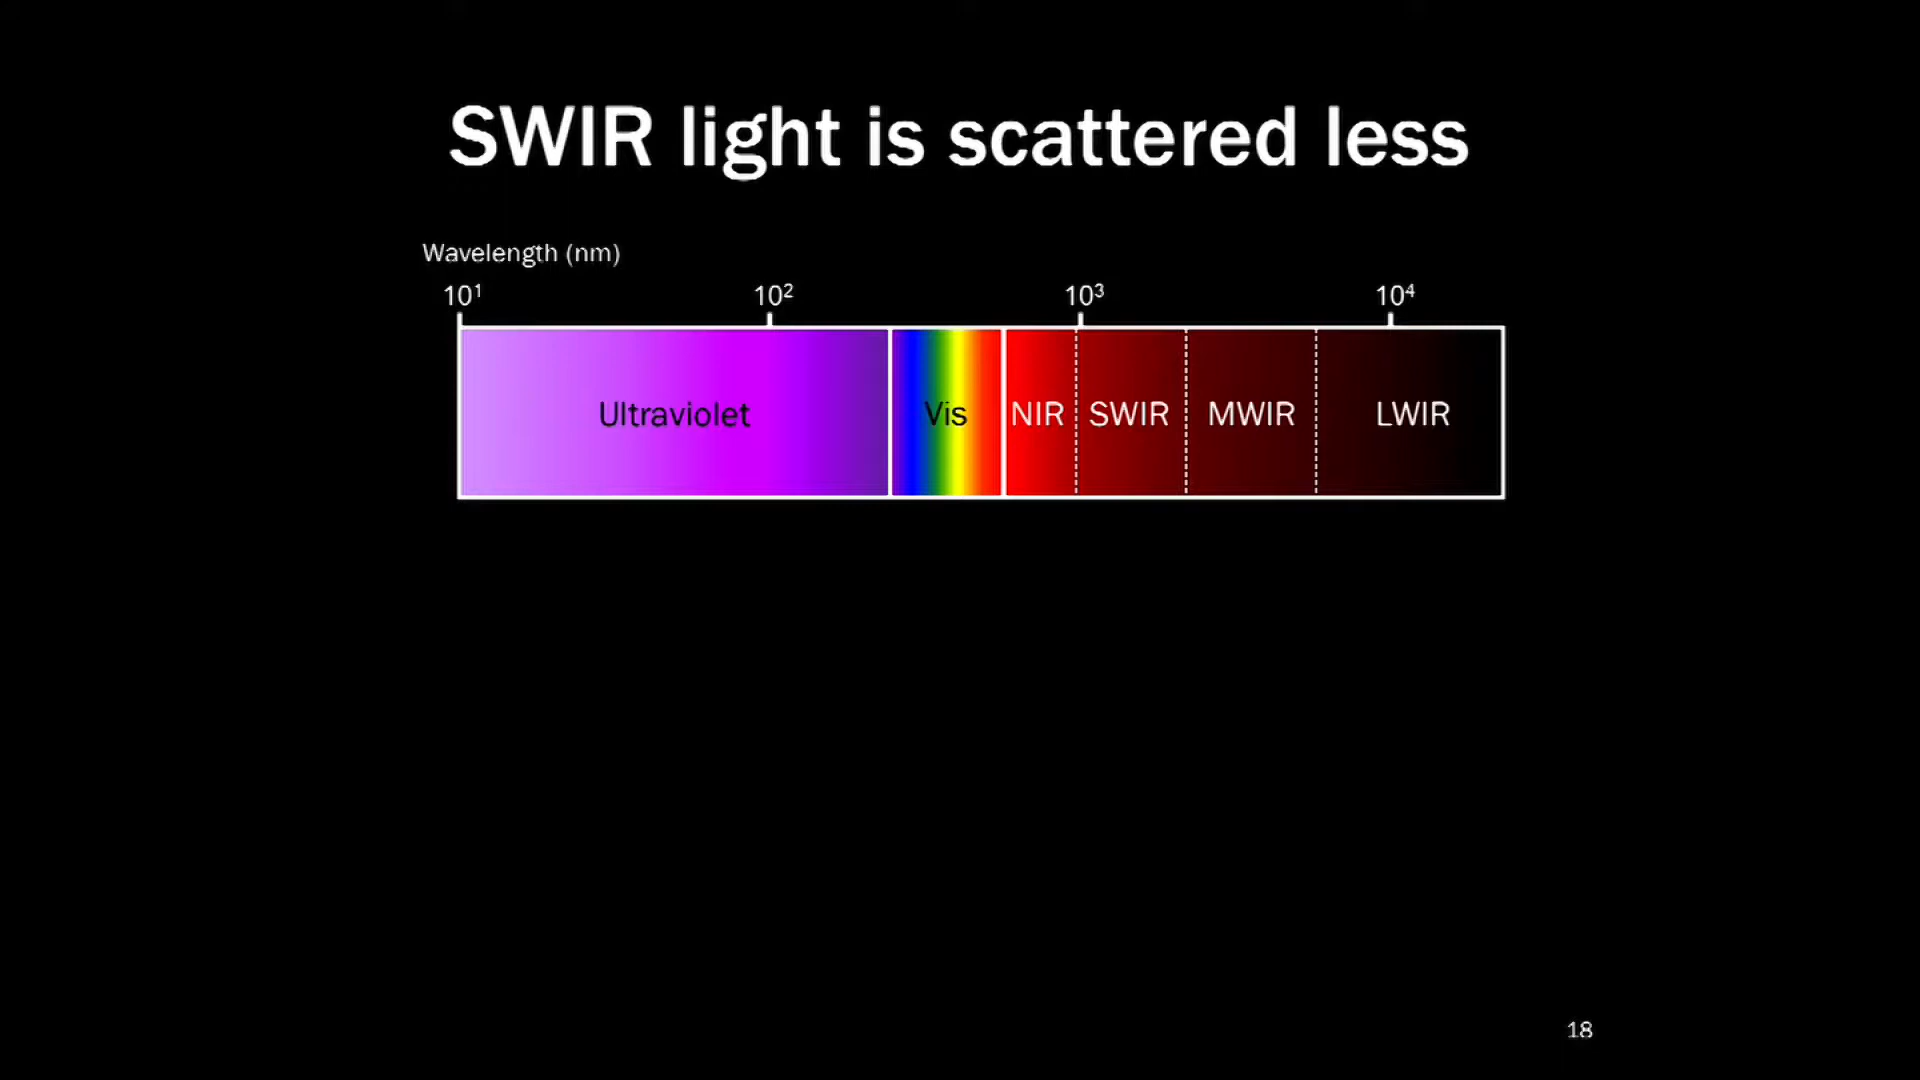 SWIR light is scattered less
Wavelength (nm)
10¹ 10² 10³ 10⁴
Ultraviolet Vis NIR SWIR MWIR LWIR
18